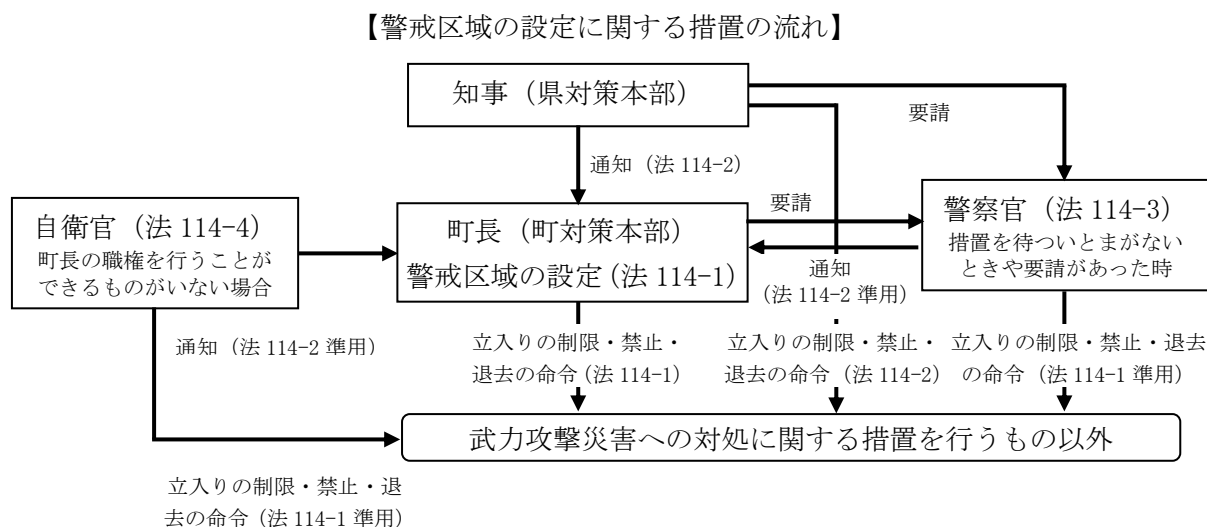 【警戒区域の設定に関する措置の流れ】
知事（県対策本部）
要請
通知（法 114-2）
自衛官（法 114-4）
町長の職権を行うことが
できるものがいない場合
町長（町対策本部）
警戒区域の設定（法 114-1）
要請
警察官（法 114-3）
措置を待ついとまがない
ときや要請があった時
通知
（法 114-2 準用）
通知（法 114-2 準用）
立入りの制限・禁止・
退去の命令（法 114-1）
立入りの制限・禁止・
退去の命令（法 114-2）
立入りの制限・禁止・退去
の命令（法 114-1 準用）
武力攻撃災害への対処に関する措置を行うもの以外
立入りの制限・禁止・退
去の命令（法 114-1 準用）